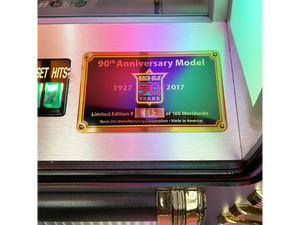 90th Anniversary Model
ROCK-OLA
1927 90 2017
YEARS
Limited Edition # of 100 Worldwide
Rock-Ola Manufacturing Corporation • Made in America
SET HITS